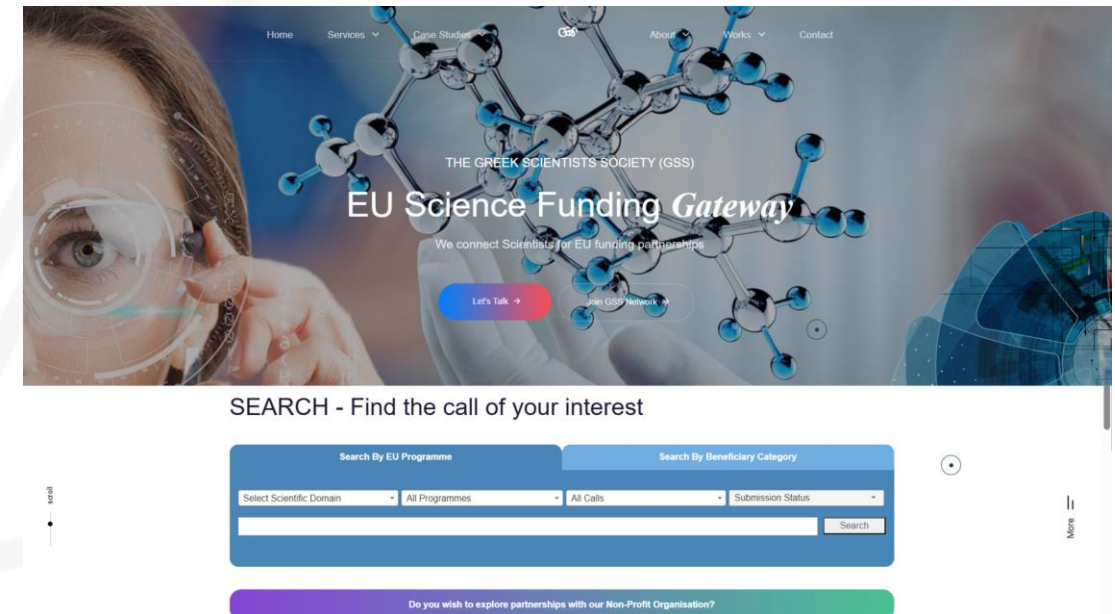 Home Services Case Studies GSS About Works Contact
THE GREEK SCIENTISTS SOCIETY (GSS)
EU Science Funding Gateway
We connect Scientists for EU funding partnerships
Let's Talk → Join GSS Network →
SEARCH - Find the call of your interest
Search By EU Programme Search By Beneficiary Category
Select Scientific Domain All Programmes All Calls Submission Status
Search
scroll
More
Do you wish to explore partnerships with our Non-Profit Organisation?